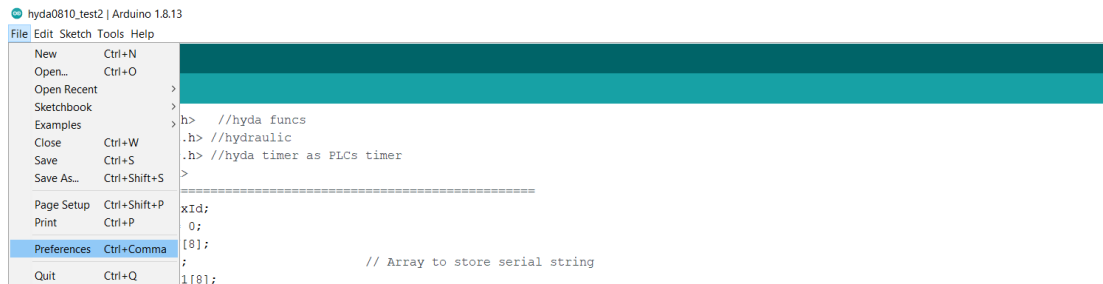 hyda0810_test2 | Arduino 1.8.13
File Edit Sketch Tools Help
New Ctrl+N
Open... Ctrl+O
Open Recent >
Sketchbook >
Examples >
Close Ctrl+W
Save Ctrl+S
Save As... Ctrl+Shift+S
Page Setup Ctrl+Shift+P
Print Ctrl+P
Preferences Ctrl+Comma
Quit Ctrl+Q
h> //hyda funcs
.h> //hydraulic
.h> //hyda timer as PLCs timer
>
================================================
xId;
0;
[8];
; // Array to store serial string
1[8];